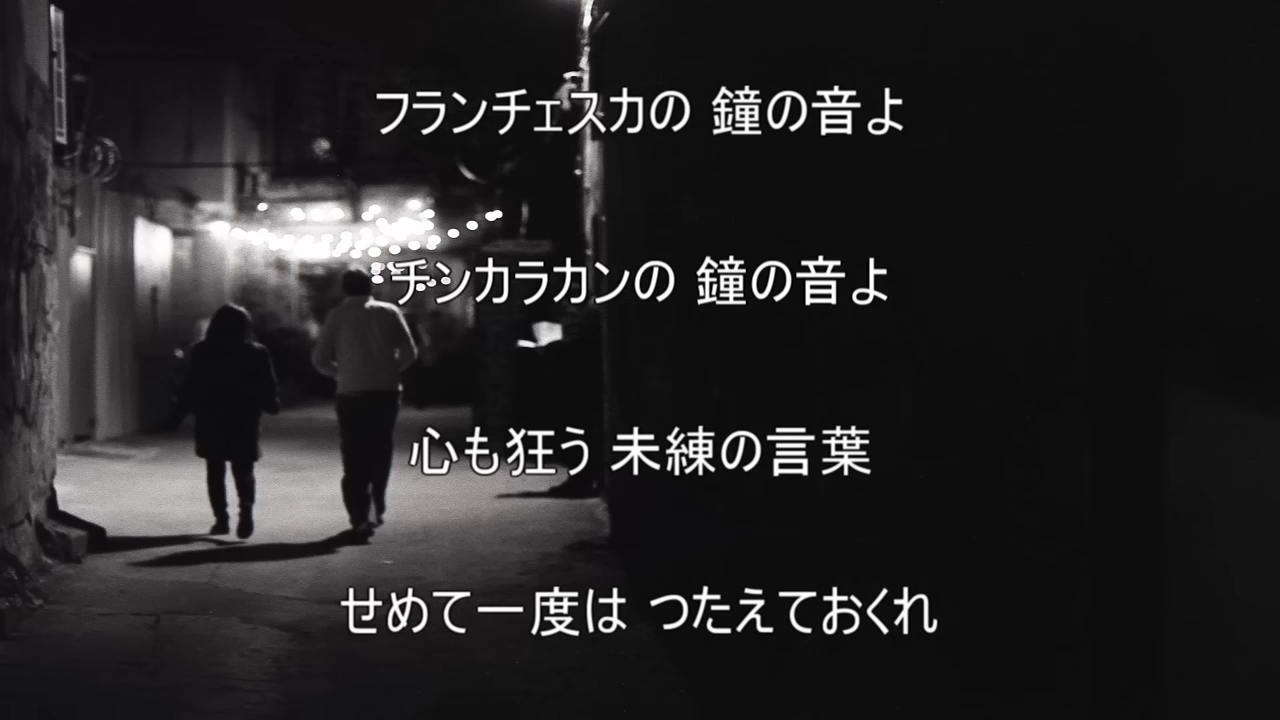 フランチェスカの 鐘の音よ
チンカラカンの 鐘の音よ
心も狂う 未練の言葉
せめて一度は つたえておくれ